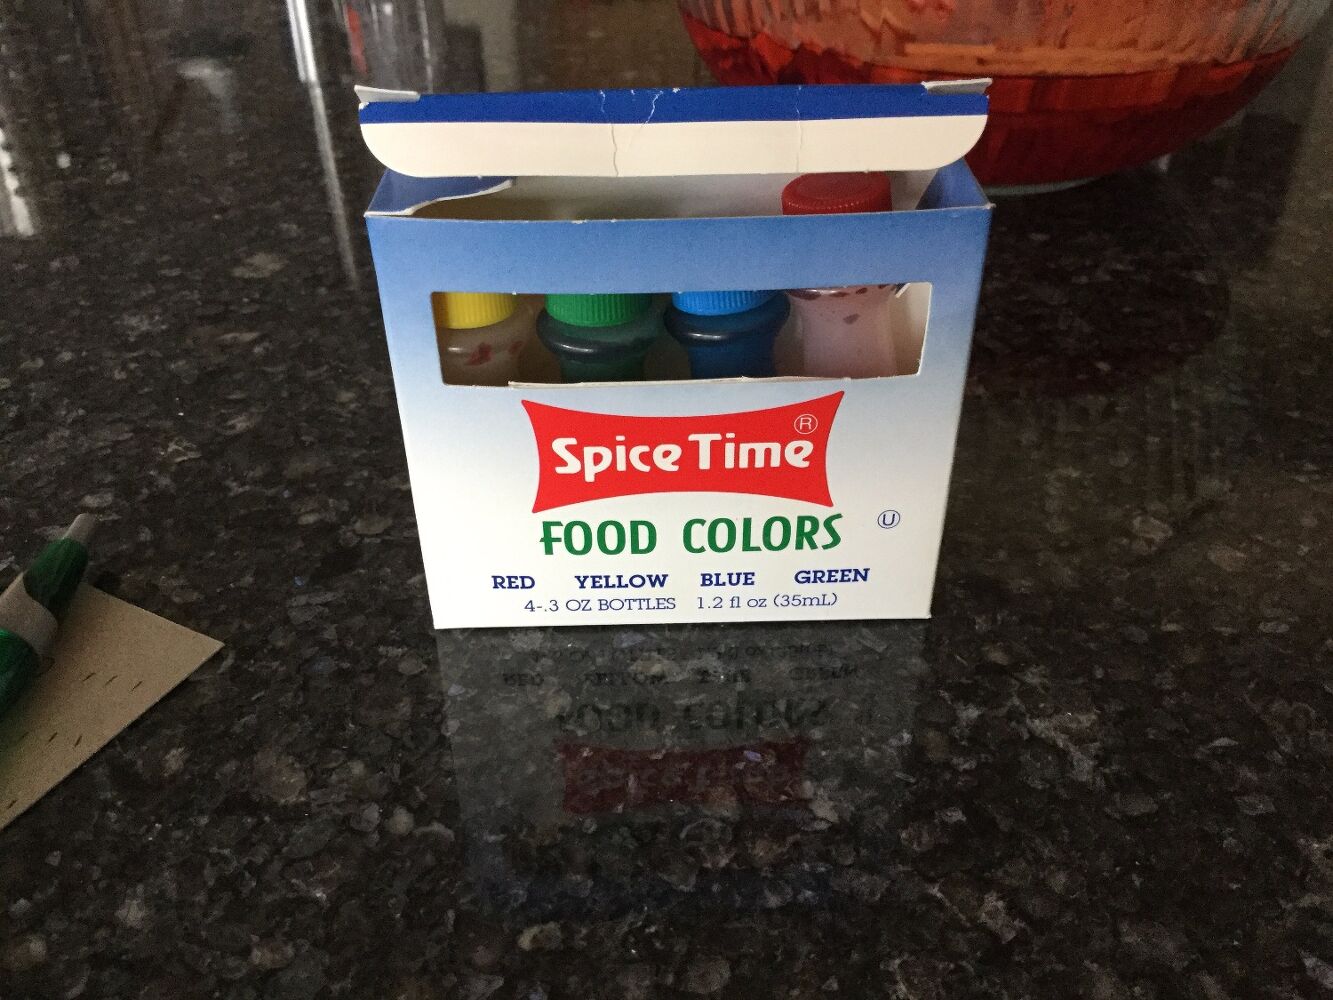 Spice Time ®
FOOD COLORS Ⓤ
RED YELLOW BLUE GREEN
4-.3 OZ BOTTLES 1.2 fl oz (35mL)